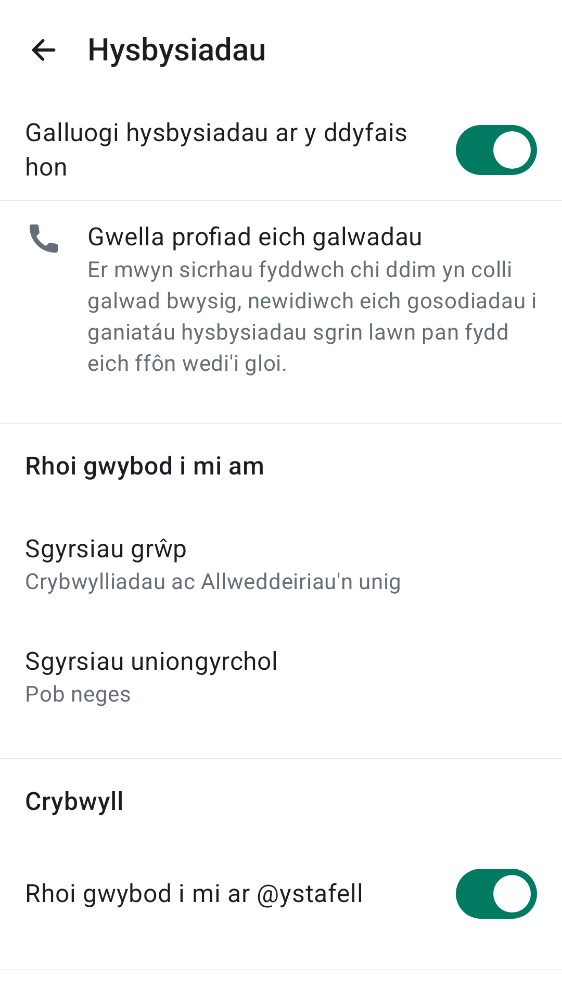 Hysbysiadau
Galluogi hysbysiadau ar y ddyfais
hon
Gwella profiad eich galwadau
Er mwyn sicrhau fyddwch chi ddim yn colli
galwad bwysig, newidiwch eich gosodiadau i
ganiatáu hysbysiadau sgrin lawn pan fydd
eich ffôn wedi'i gloi.
Rhoi gwybod i mi am
Sgyrsiau grŵp
Crybwylliadau ac Allweddeiriau'n unig
Sgyrsiau uniongyrchol
Pob neges
Crybwyll
Rhoi gwybod i mi ar @ystafell